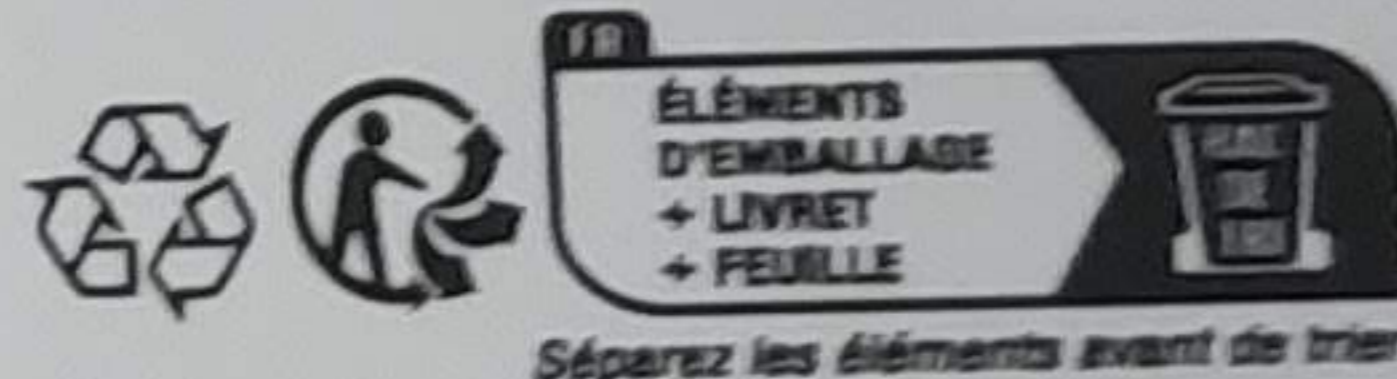 FR
ÉLÉMENTS
D'EMBALLAGE
+ LIVRET
+ FEUILLE
Séparez les éléments avant de trier